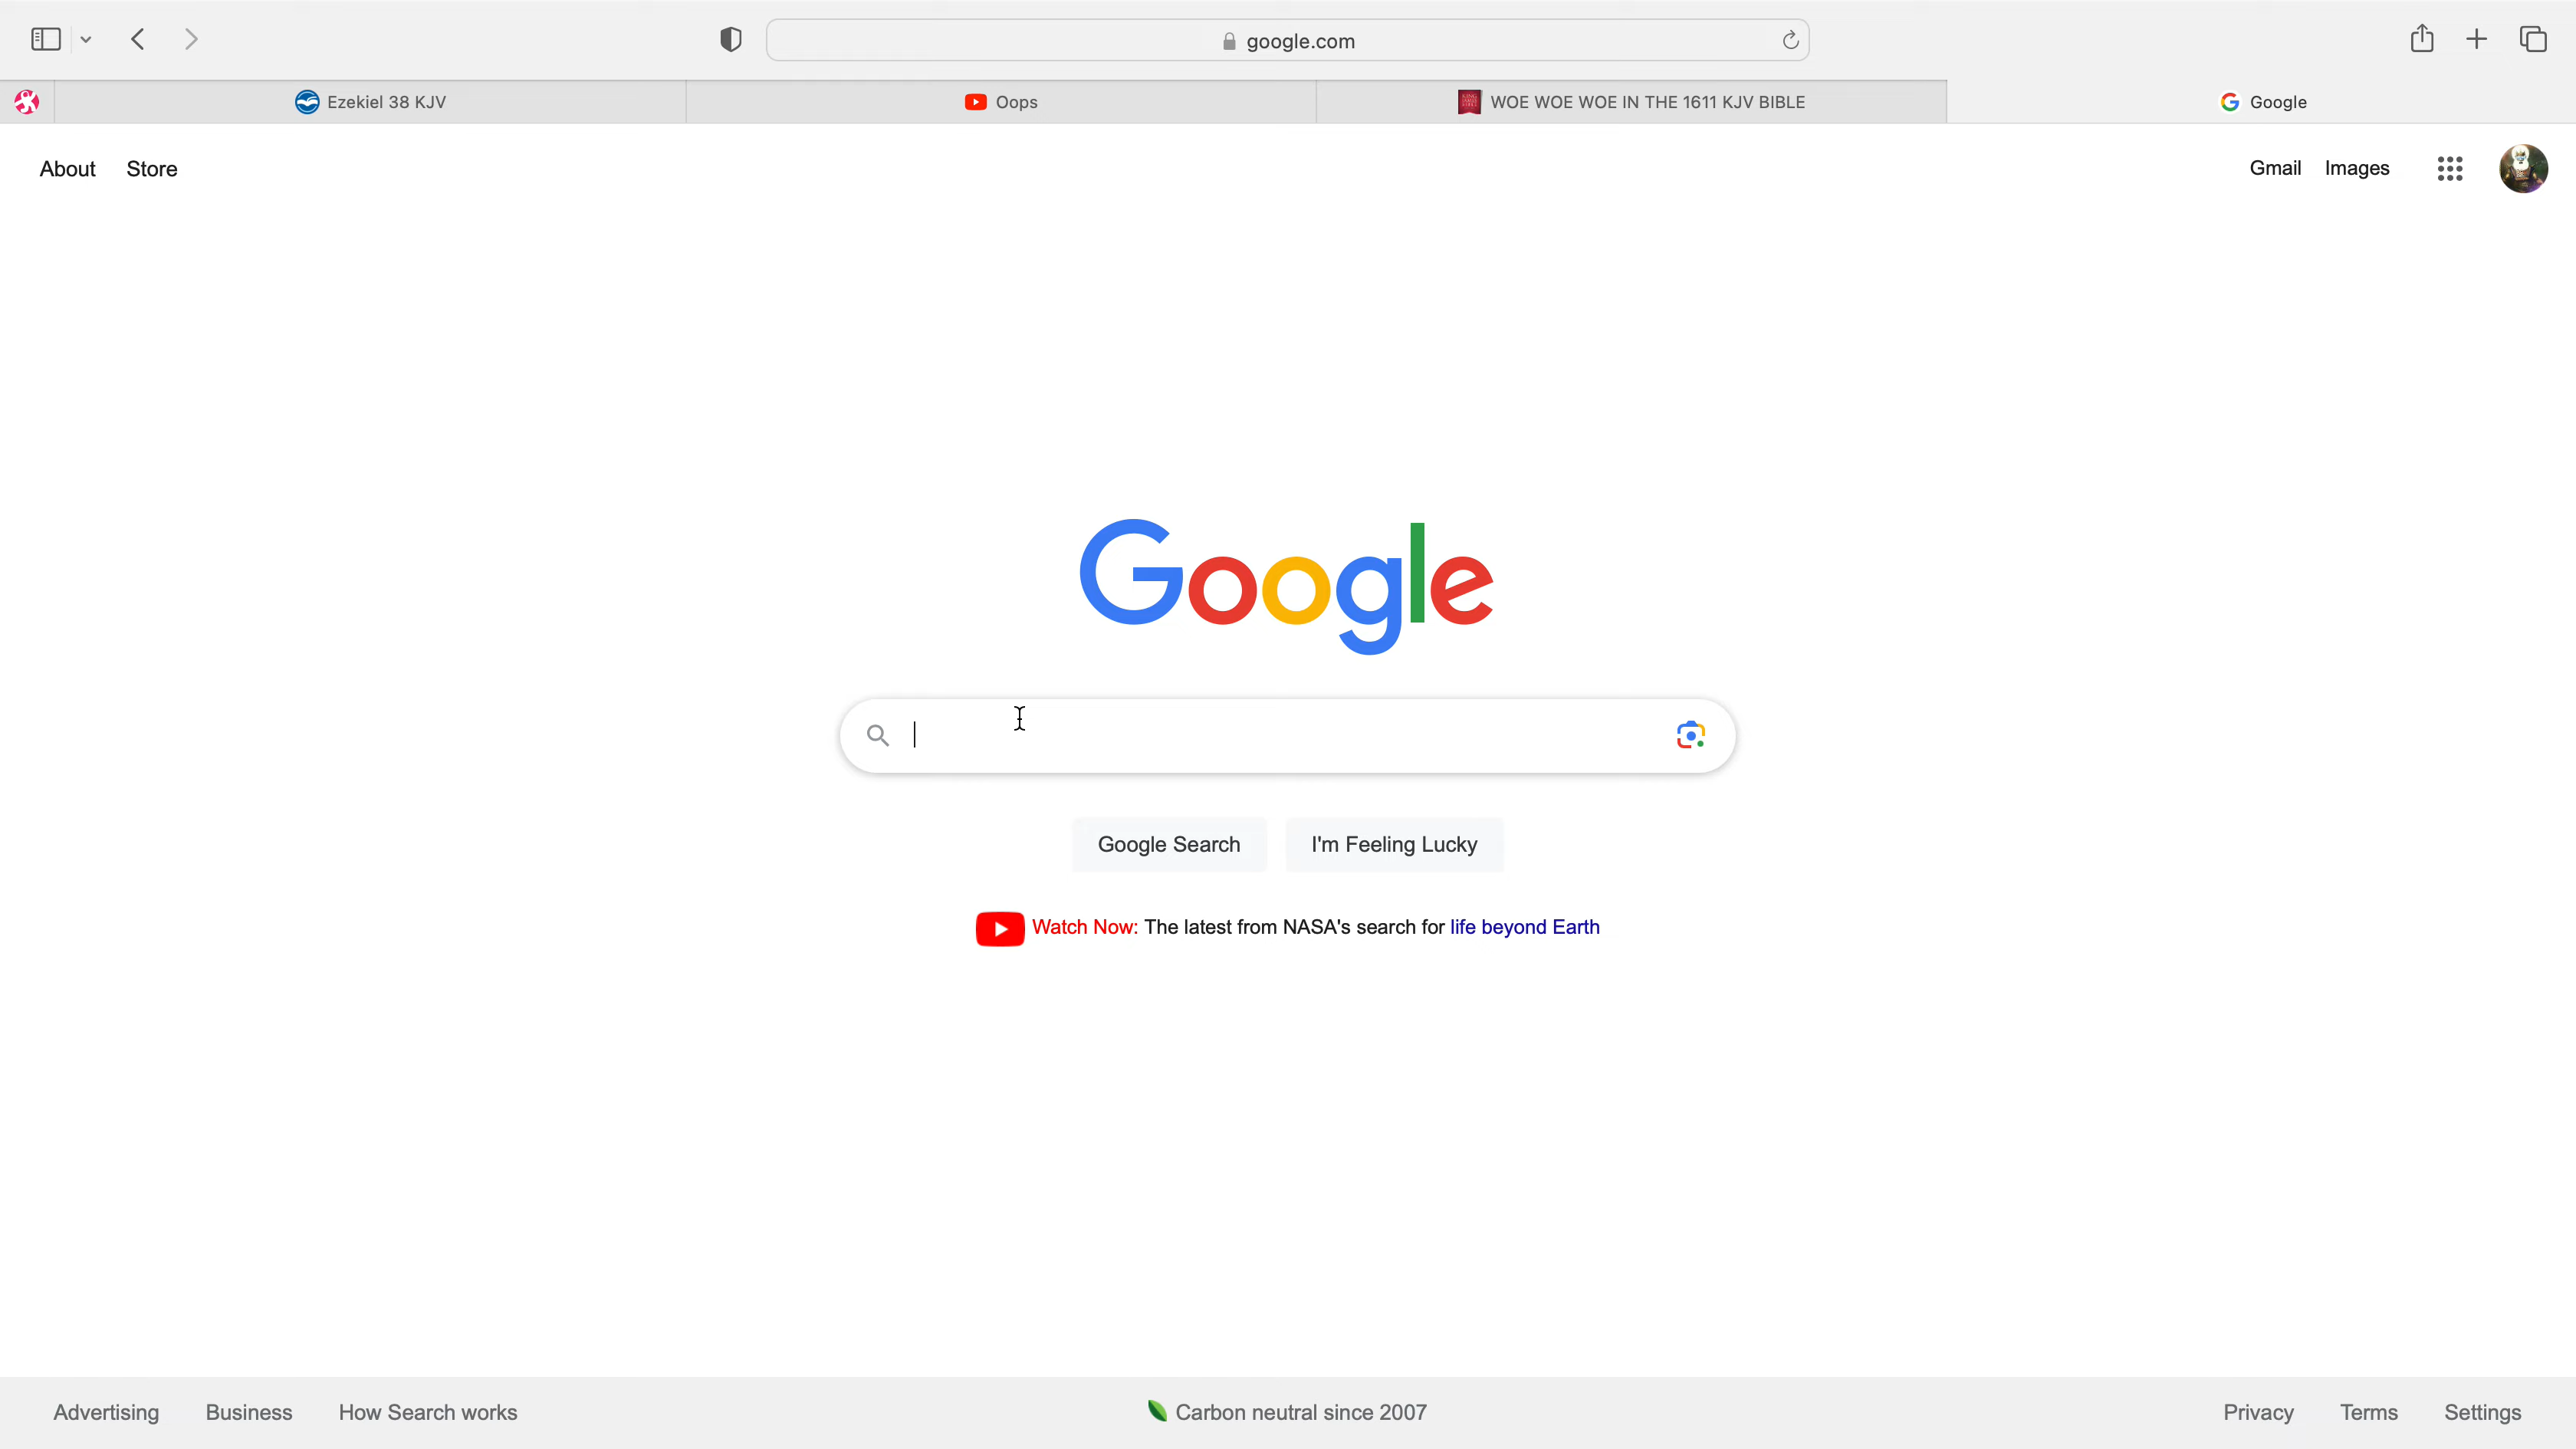 google.com
Ezekiel 38 KJV
Oops
WOE WOE WOE IN THE 1611 KJV BIBLE
Google
About Store
Gmail Images
Google
Google Search
I'm Feeling Lucky
Watch Now: The latest from NASA's search for life beyond Earth
Advertising Business How Search works
Carbon neutral since 2007
Privacy Terms Settings